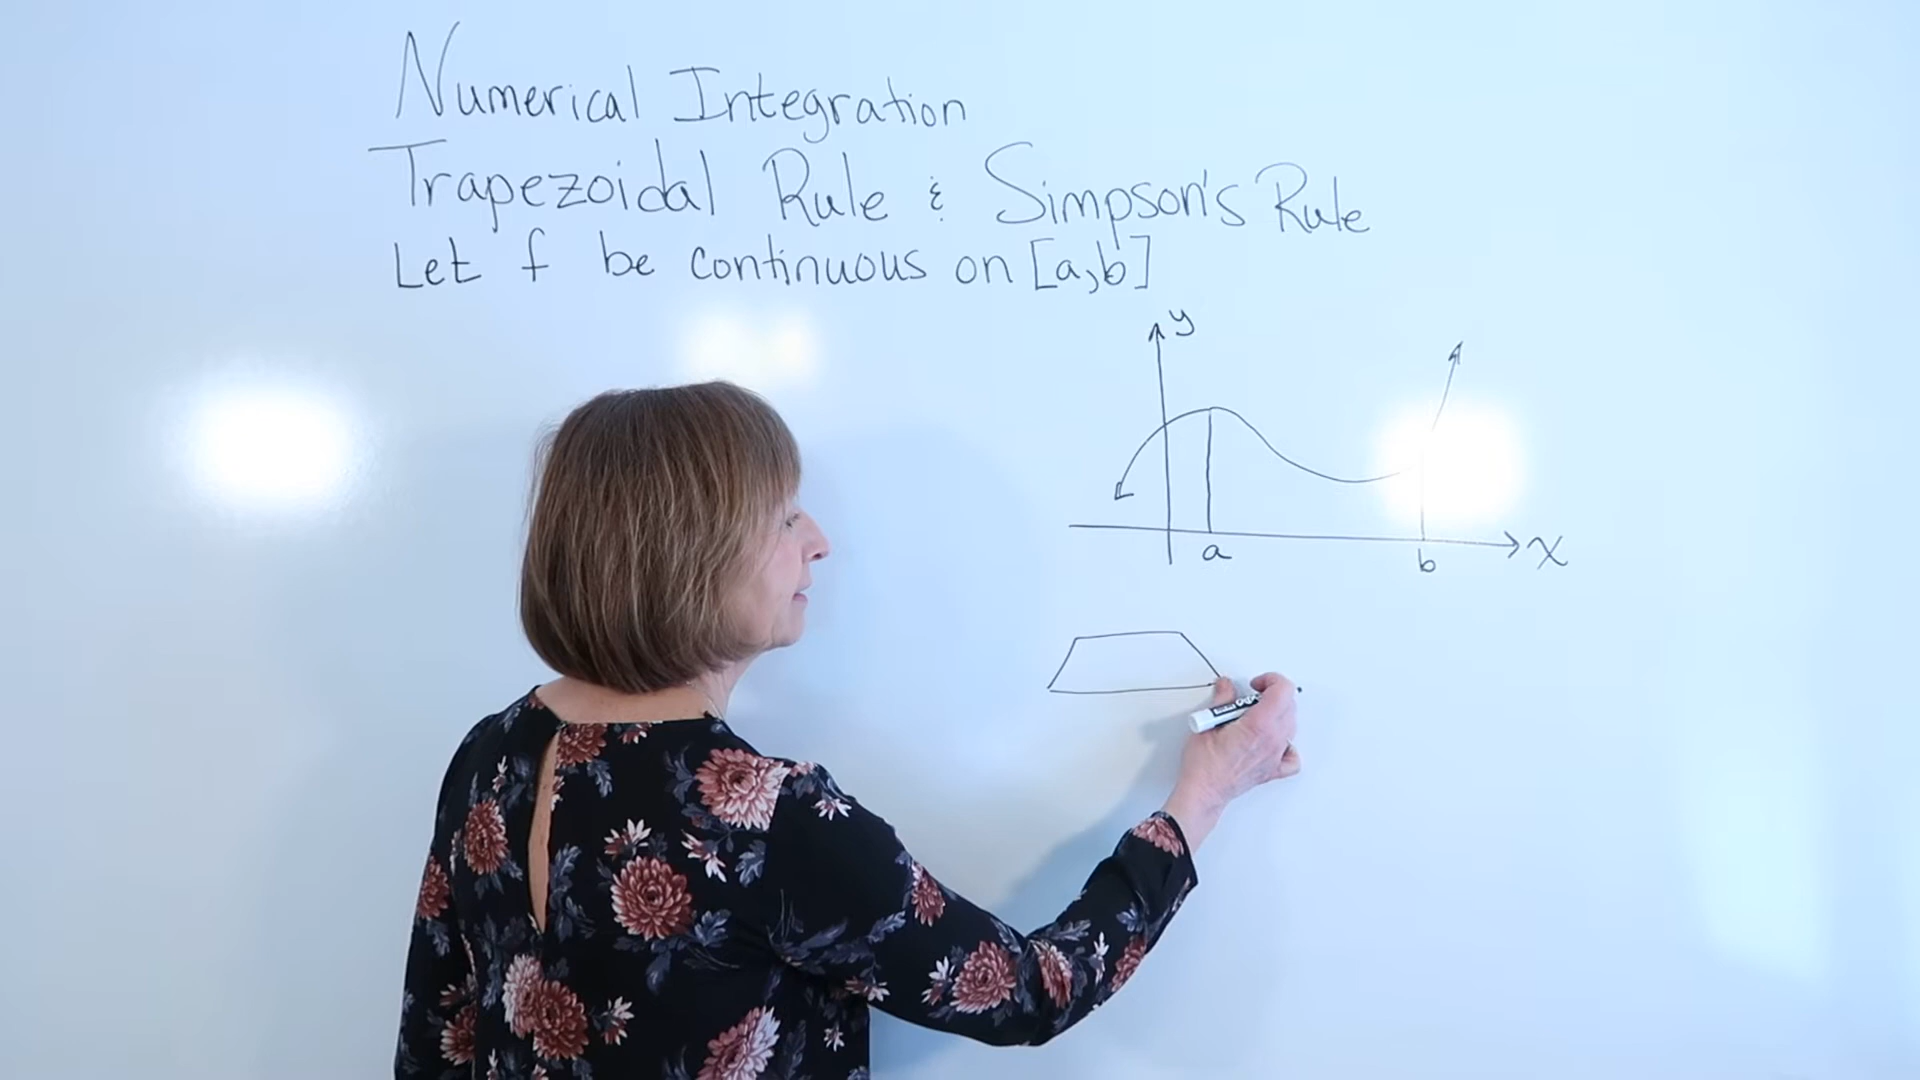 Numerical Integration
Trapezoidal Rule & Simpson's Rule
Let f be continuous on [a,b]
y
a
b
x